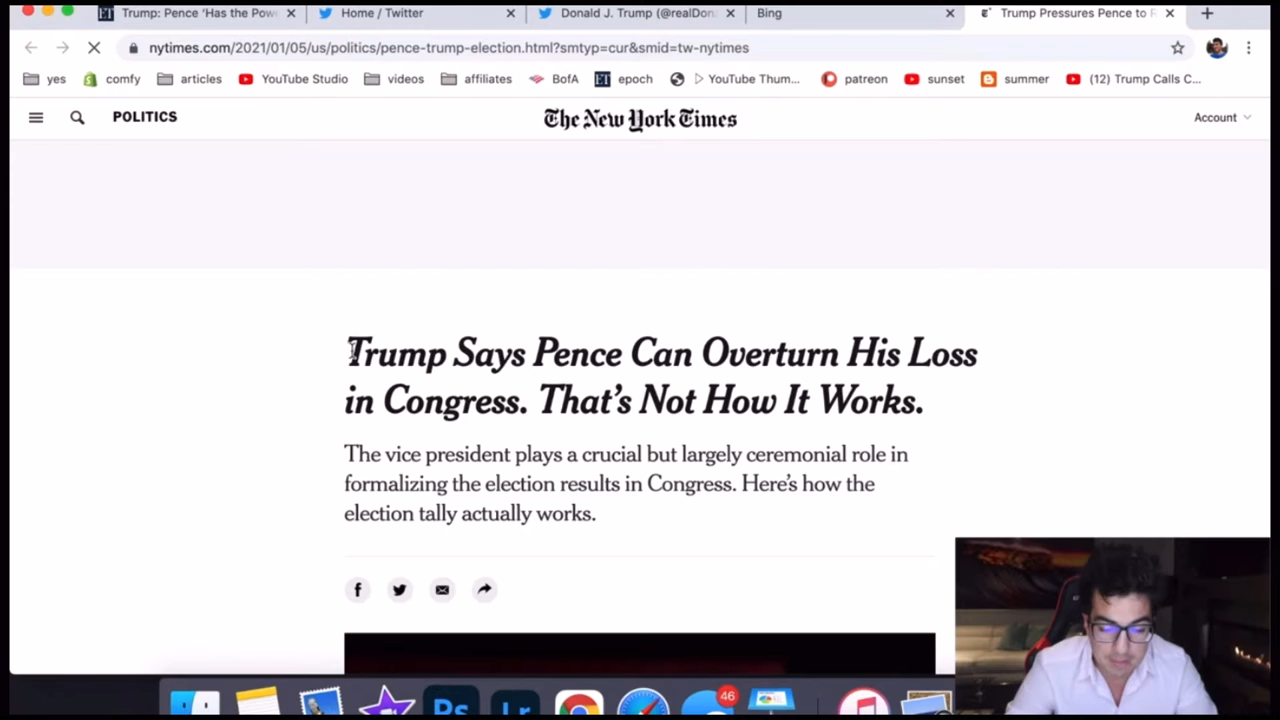 Trump: Pence 'Has the Pow
Home / Twitter
Donald J. Trump (@realDon
Bing
Trump Pressures Pence to R
nytimes.com/2021/01/05/us/politics/pence-trump-election.html?smtyp=cur&smid=tw-nytimes
yes comfy articles YouTube Studio videos affiliates BofA ET epoch YouTube Thum... patreon sunset summer (12) Trump Calls C...
POLITICS
The New York Times
Account
Trump Says Pence Can Overturn His Loss
in Congress. That's Not How It Works.
The vice president plays a crucial but largely ceremonial role in
formalizing the election results in Congress. Here's how the
election tally actually works.
Ps
Lr
46